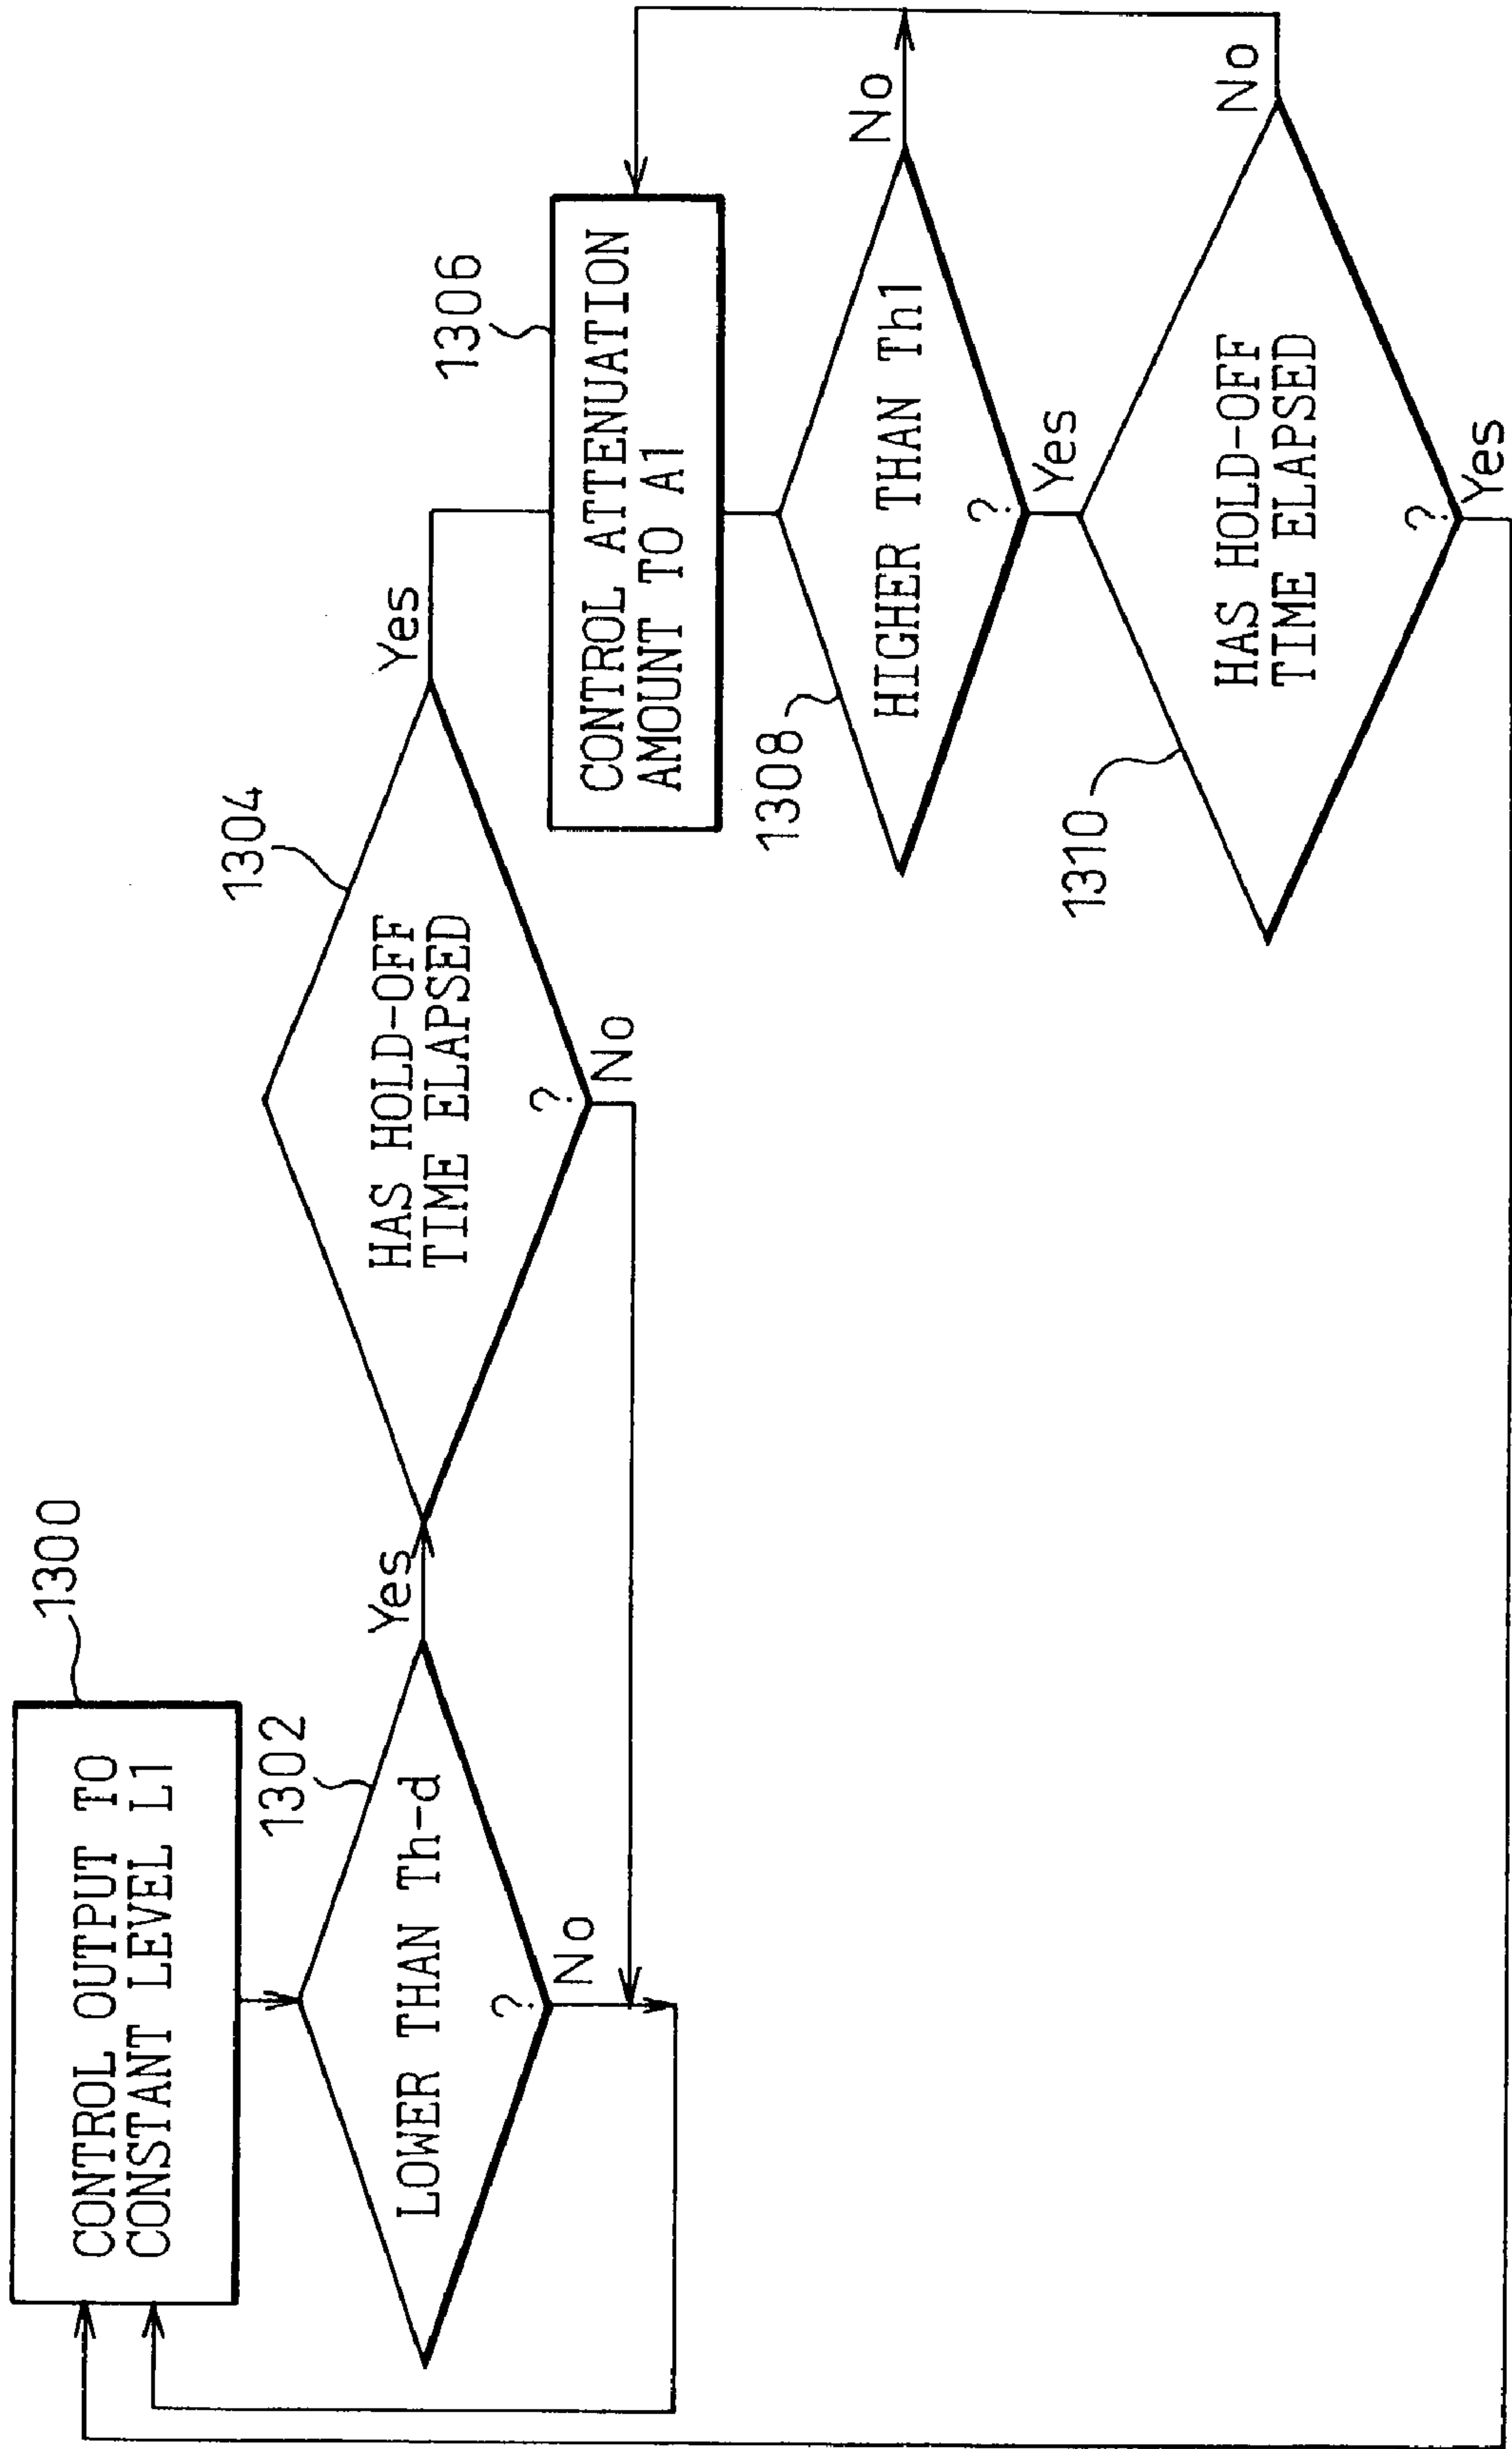 1300
CONTROL OUTPUT TO
CONSTANT LEVEL L1
1302
LOWER THAN Th-d
?
Yes
No
1304
HAS HOLD-OFF
TIME ELAPSED
?
Yes
No
1306
CONTROL ATTENUATION
AMOUNT TO A1
1308
HIGHER THAN Th1
?
No
Yes
1310
HAS HOLD-OFF
TIME ELAPSED
?
No
Yes